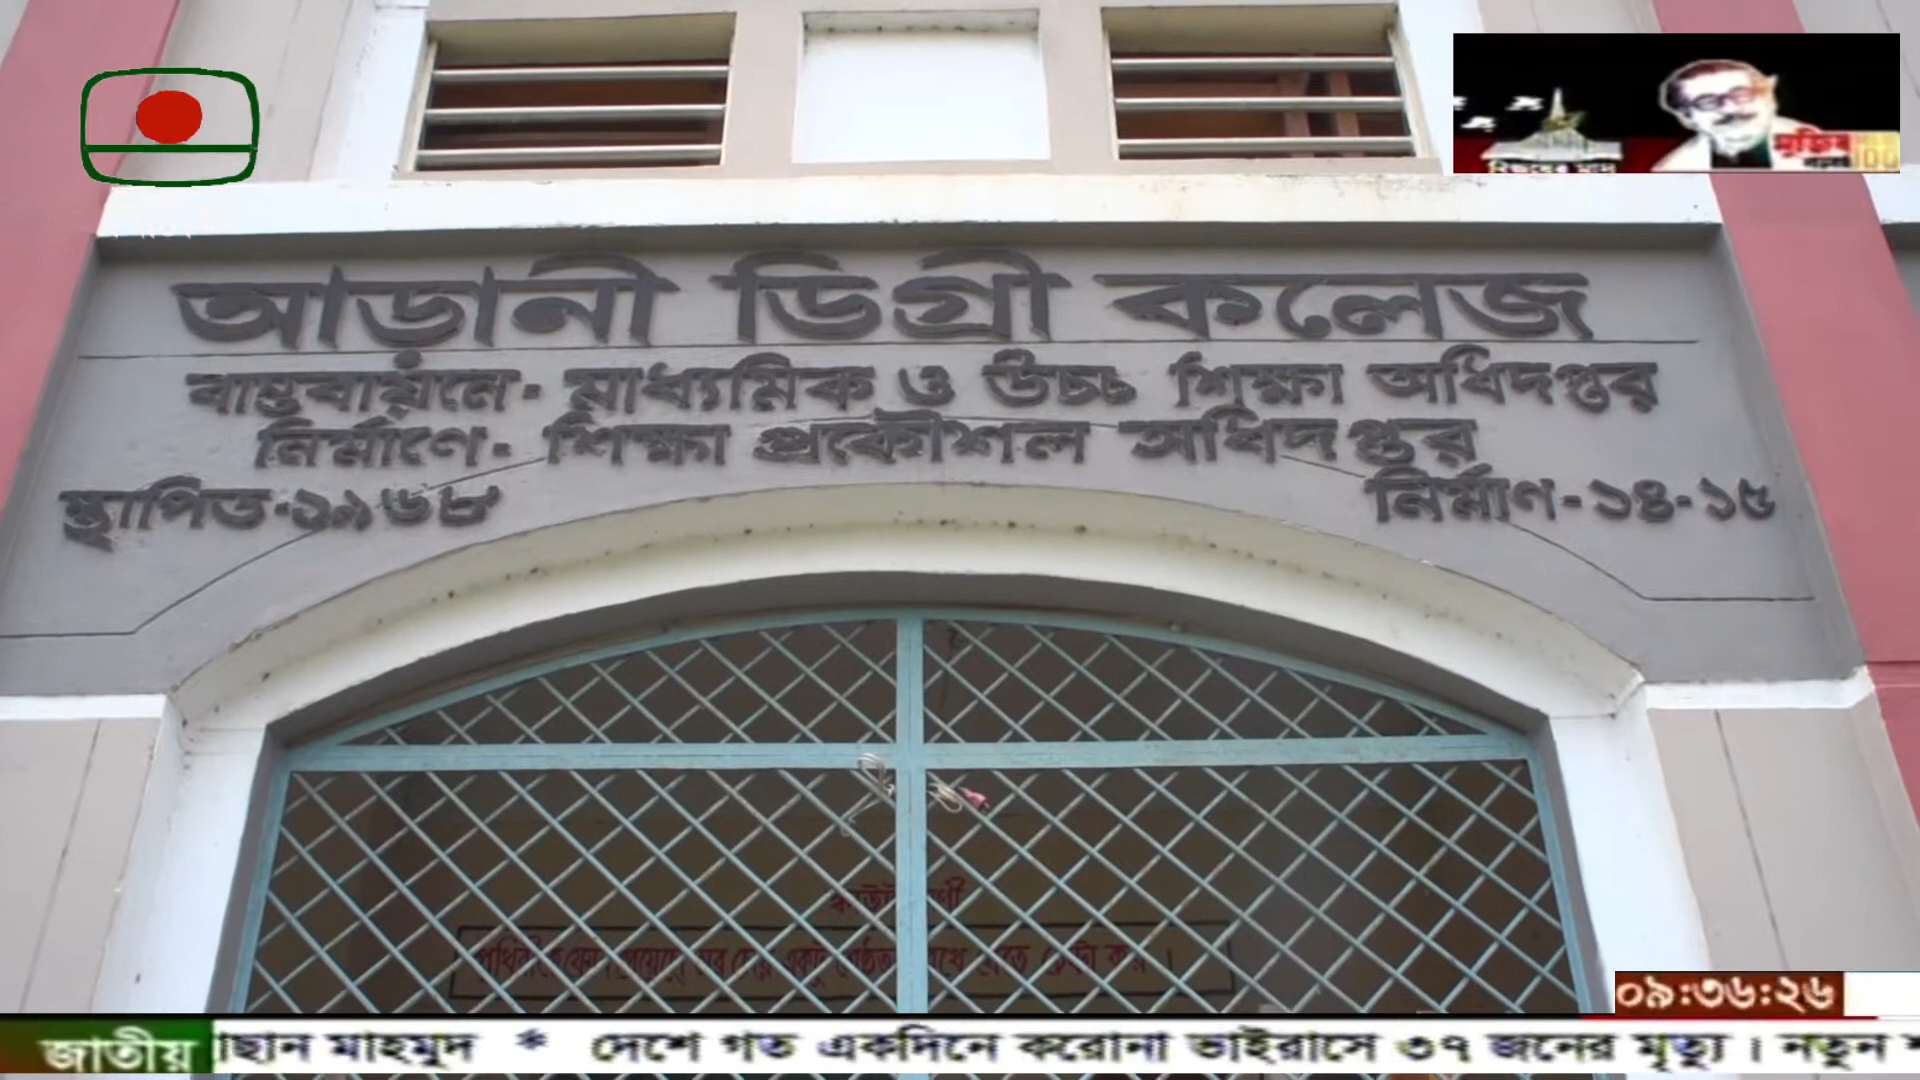 মুজিব
১০০
আড়ানী ডিগ্রী কলেজ
বাস্তবায়নে- মাধ্যমিক ও উচ্চ শিক্ষা অধিদপ্তর
নির্মাণে- শিক্ষা প্রকৌশল অধিদপ্তর
স্থাপিত-১৯৬৮
নির্মাণ-১৪-১৫
০৯:৩৬:২৬
জাতীয়
াছান মাহমুদ * দেশে গত একদিনে করোনা ভাইরাসে ৩৭ জনের মৃত্যু । নতুন